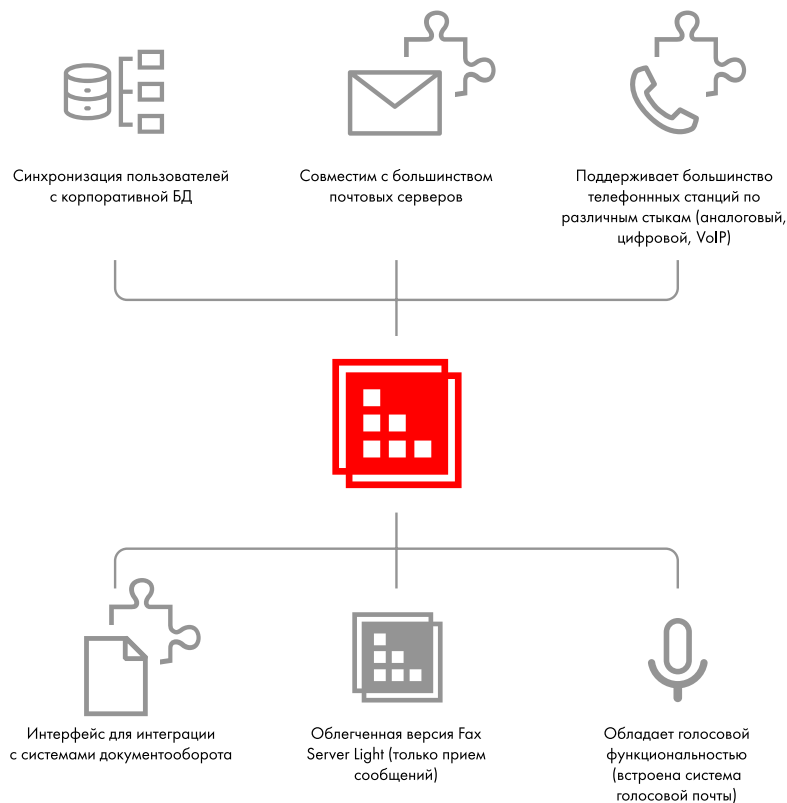 Синхронизация пользователей
с корпоративной БД
Совместим с большинством
почтовых серверов
Поддерживает большинство
телефоннных станций по
различным стыкам (аналоговый,
цифровой, VoIP)
Интерфейс для интеграции
с системами документооборота
Облегченная версия Fax
Server Light (только прием
сообщений)
Обладает голосовой
функциональностью
(встроена система
голосовой почты)